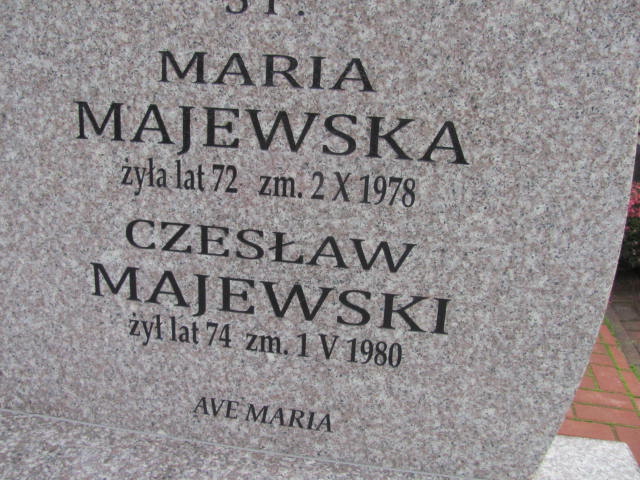 MARIA
MAJEWSKA
żyła lat 72 zm. 2 X 1978
CZESŁAW
MAJEWSKI
żył lat 74 zm. 1 V 1980
AVE MARIA